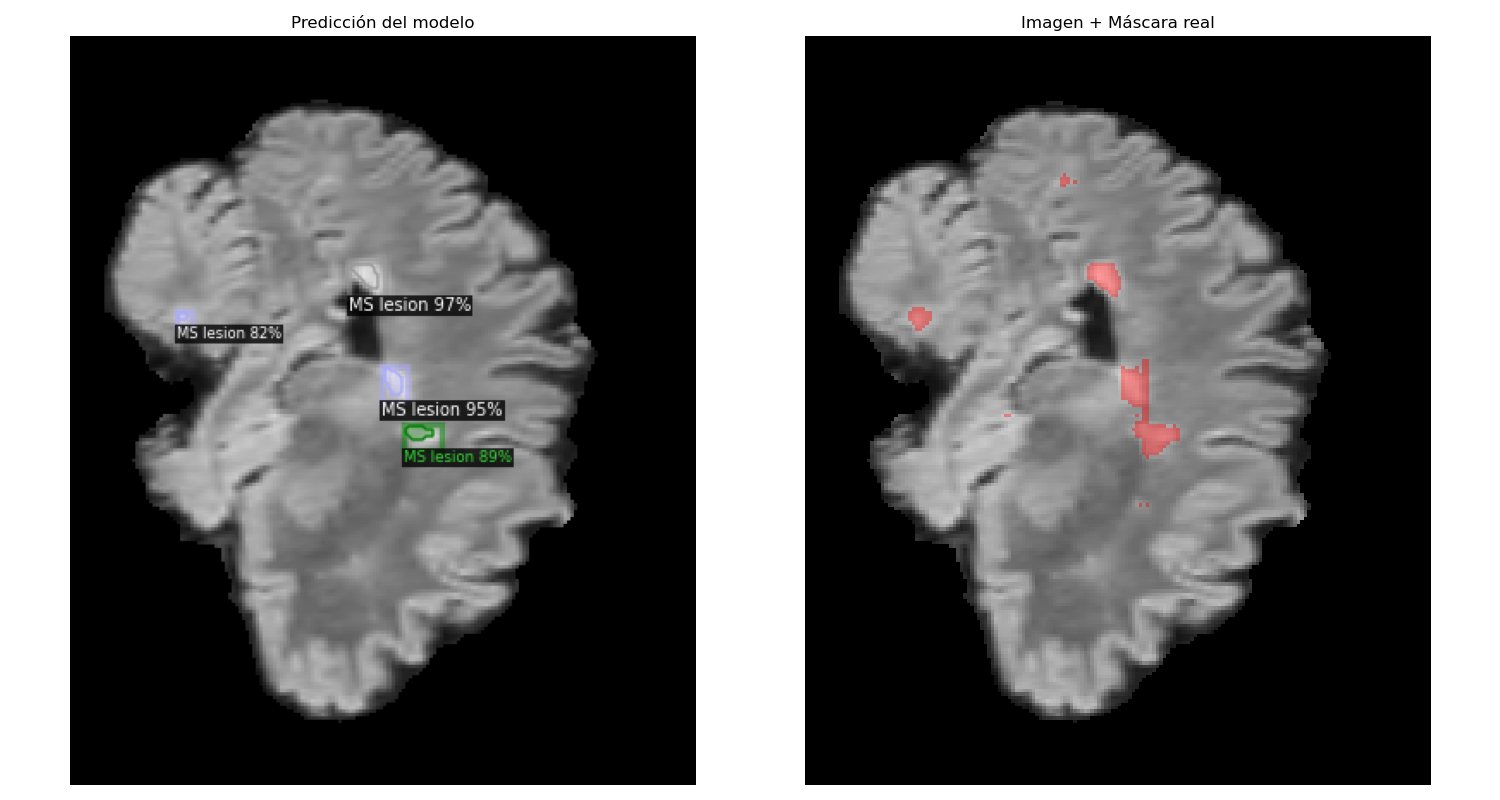 Predicción del modelo
Imagen + Máscara real
MS lesion 97%
MS lesion 82%
MS lesion 95%
MS lesion 89%